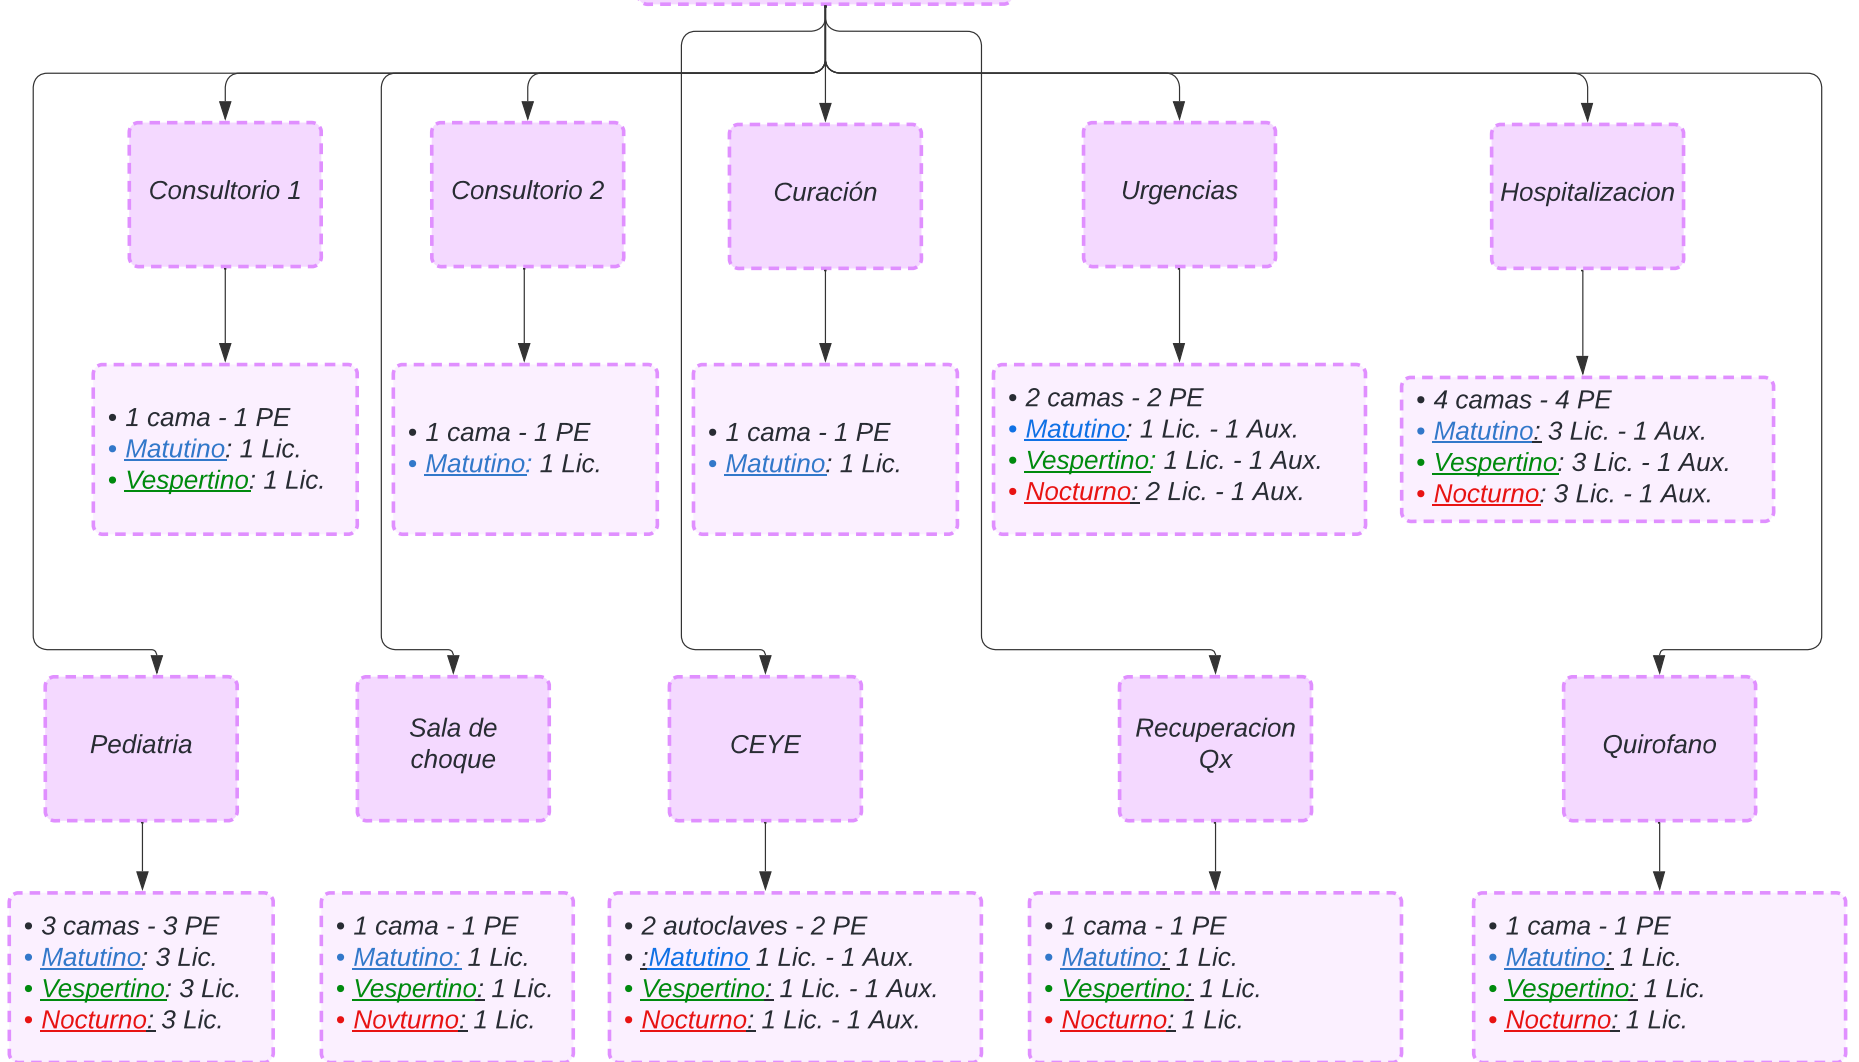 Consultorio 1
Consultorio 2
Curación
Urgencias
Hospitalizacion
• 1 cama - 1 PE
• Matutino: 1 Lic.
• Vespertino: 1 Lic.
• 1 cama - 1 PE
• Matutino: 1 Lic.
• 1 cama - 1 PE
• Matutino: 1 Lic.
• 2 camas - 2 PE
• Matutino: 1 Lic. - 1 Aux.
• Vespertino: 1 Lic. - 1 Aux.
• Nocturno: 2 Lic. - 1 Aux.
• 4 camas - 4 PE
• Matutino: 3 Lic. - 1 Aux.
• Vespertino: 3 Lic. - 1 Aux.
• Nocturno: 3 Lic. - 1 Aux.
Pediatria
Sala de
choque
CEYE
Recuperacion
Qx
Quirofano
• 3 camas - 3 PE
• Matutino: 3 Lic.
• Vespertino: 3 Lic.
• Nocturno: 3 Lic.
• 1 cama - 1 PE
• Matutino: 1 Lic.
• Vespertino: 1 Lic.
• Novturno: 1 Lic.
• 2 autoclaves - 2 PE
• :Matutino 1 Lic. - 1 Aux.
• Vespertino: 1 Lic. - 1 Aux.
• Nocturno: 1 Lic. - 1 Aux.
• 1 cama - 1 PE
• Matutino: 1 Lic.
• Vespertino: 1 Lic.
• Nocturno: 1 Lic.
• 1 cama - 1 PE
• Matutino: 1 Lic.
• Vespertino: 1 Lic.
• Nocturno: 1 Lic.